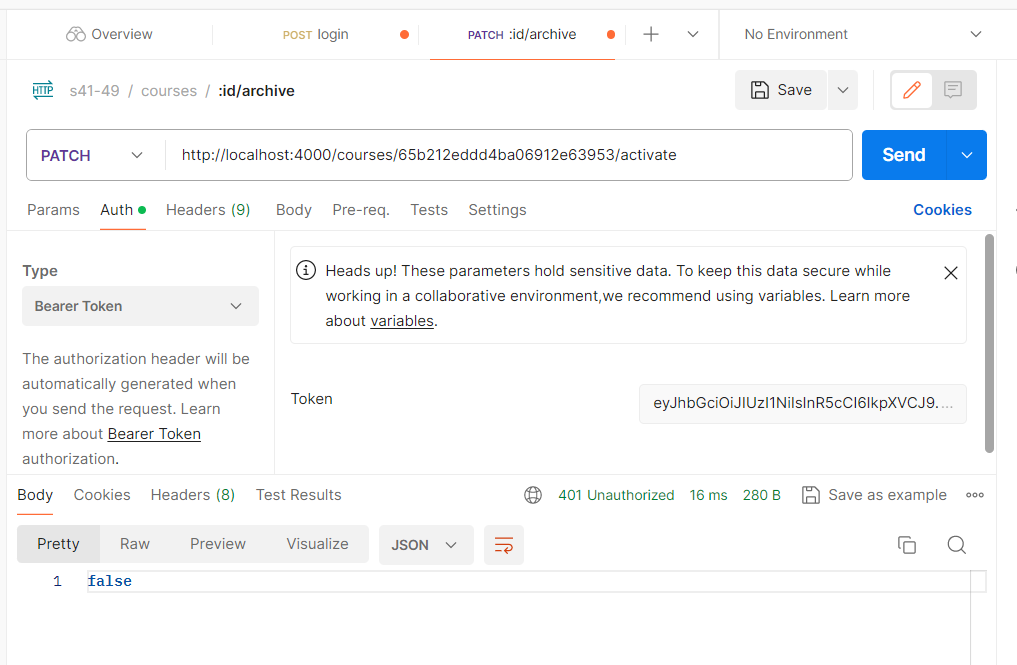 Overview
POST login
PATCH :id/archive
No Environment
HTTP s41-49 / courses / :id/archive
Save
PATCH
http://localhost:4000/courses/65b212eddd4ba06912e63953/activate
Send
Params Auth Headers (9) Body Pre-req. Tests Settings
Cookies
Type
Bearer Token
The authorization header will be
automatically generated when
you send the request. Learn
more about Bearer Token
authorization.
Heads up! These parameters hold sensitive data. To keep this data secure while
working in a collaborative environment,we recommend using variables. Learn more
about variables.
Token
eyJhbGciOiJIUzI1NiIsInR5cCI6IkpXVCJ9. ...
Body Cookies Headers (8) Test Results
401 Unauthorized 16 ms 280 B Save as example
Pretty Raw Preview Visualize JSON
1 false